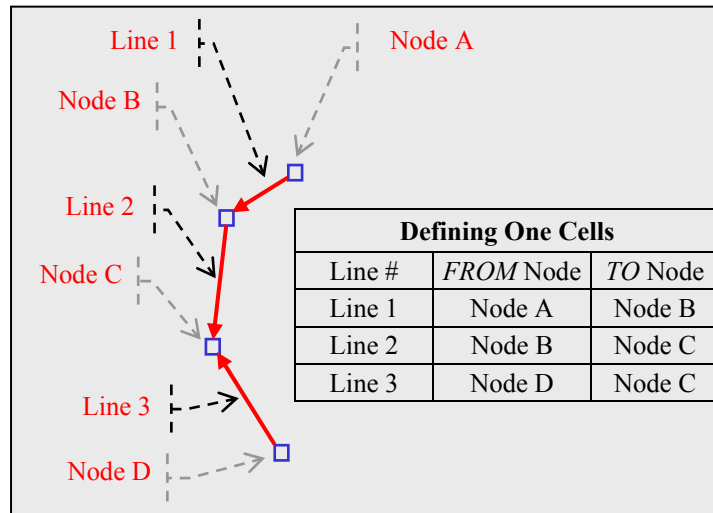 Line 1
Node A
Node B
Line 2
Node C
Line 3
Node D
Defining One Cells
Line # FROM Node TO Node
Line 1 Node A Node B
Line 2 Node B Node C
Line 3 Node D Node C